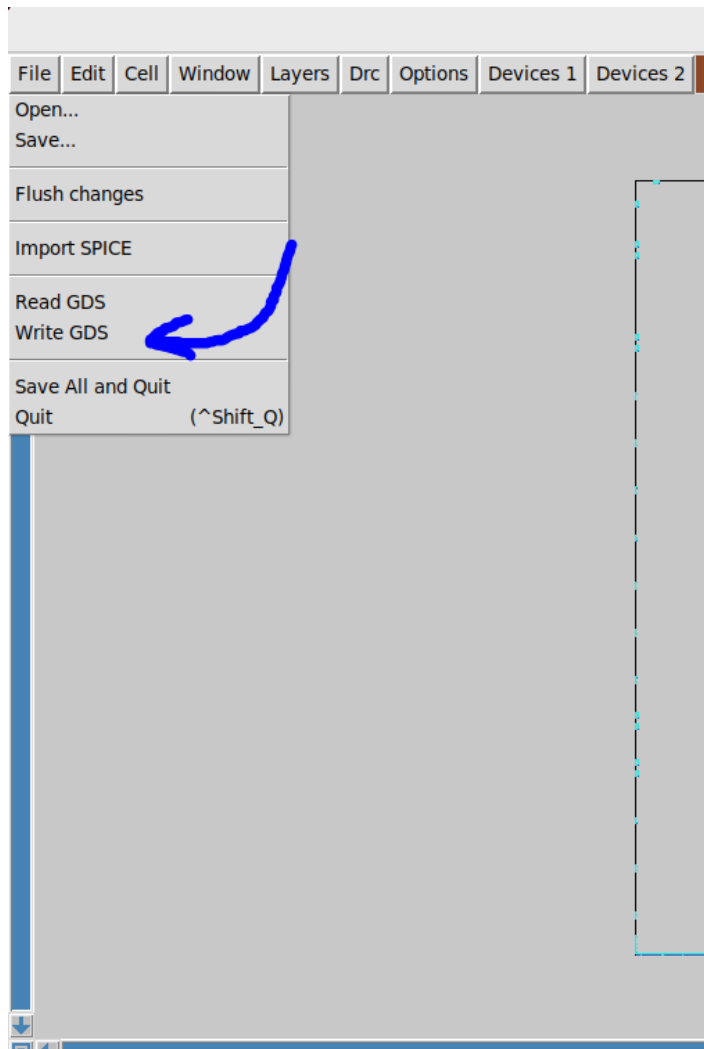 File Edit Cell Window Layers Drc Options Devices 1 Devices 2
Open...
Save...
Flush changes
Import SPICE
Read GDS
Write GDS
Save All and Quit
Quit (^Shift_Q)